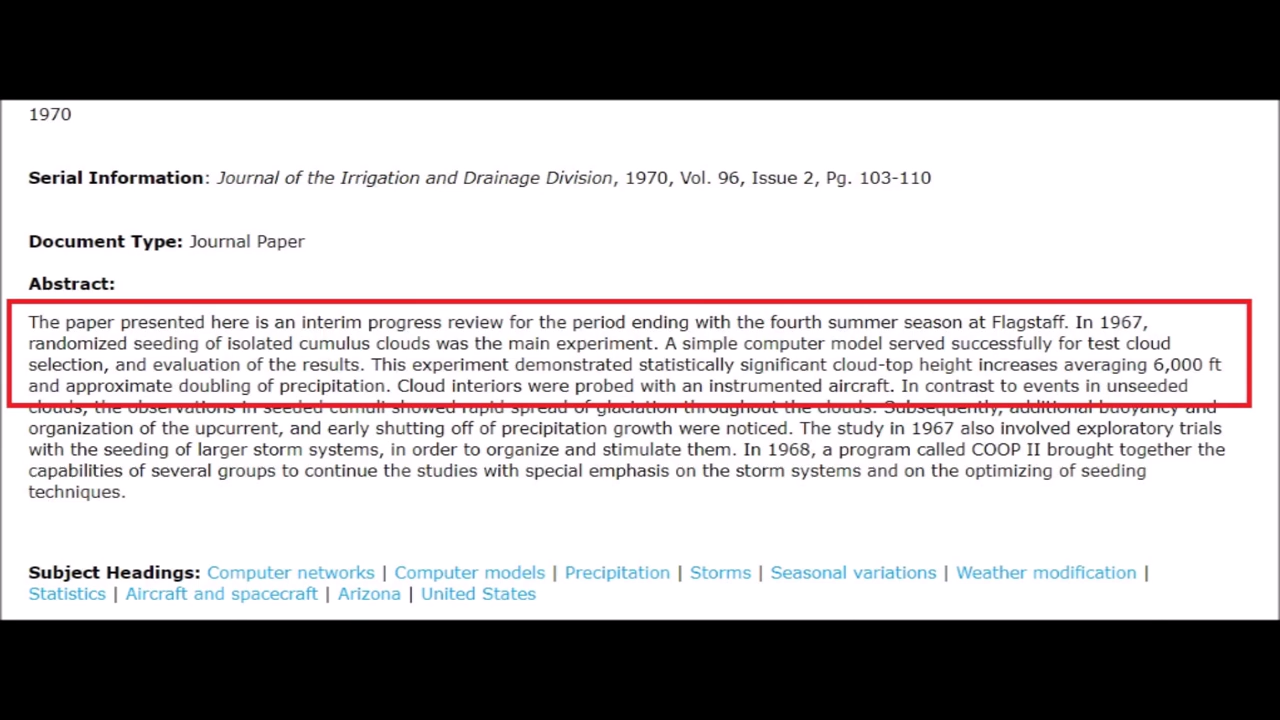 1970
Serial Information: Journal of the Irrigation and Drainage Division, 1970, Vol. 96, Issue 2, Pg. 103-110
Document Type: Journal Paper
Abstract:
The paper presented here is an interim progress review for the period ending with the fourth summer season at Flagstaff. In 1967,
randomized seeding of isolated cumulus clouds was the main experiment. A simple computer model served successfully for test cloud
selection, and evaluation of the results. This experiment demonstrated statistically significant cloud-top height increases averaging 6,000 ft
and approximate doubling of precipitation. Cloud interiors were probed with an instrumented aircraft. In contrast to events in unseeded
clouds, the observations in seeded cumuli showed rapid spread of glaciation throughout the clouds. Subsequently, additional buoyancy and
organization of the upcurrent, and early shutting off of precipitation growth were noticed. The study in 1967 also involved exploratory trials
with the seeding of larger storm systems, in order to organize and stimulate them. In 1968, a program called COOP II brought together the
capabilities of several groups to continue the studies with special emphasis on the storm systems and on the optimizing of seeding
techniques.
Subject Headings: Computer networks | Computer models | Precipitation | Storms | Seasonal variations | Weather modification |
Statistics | Aircraft and spacecraft | Arizona | United States